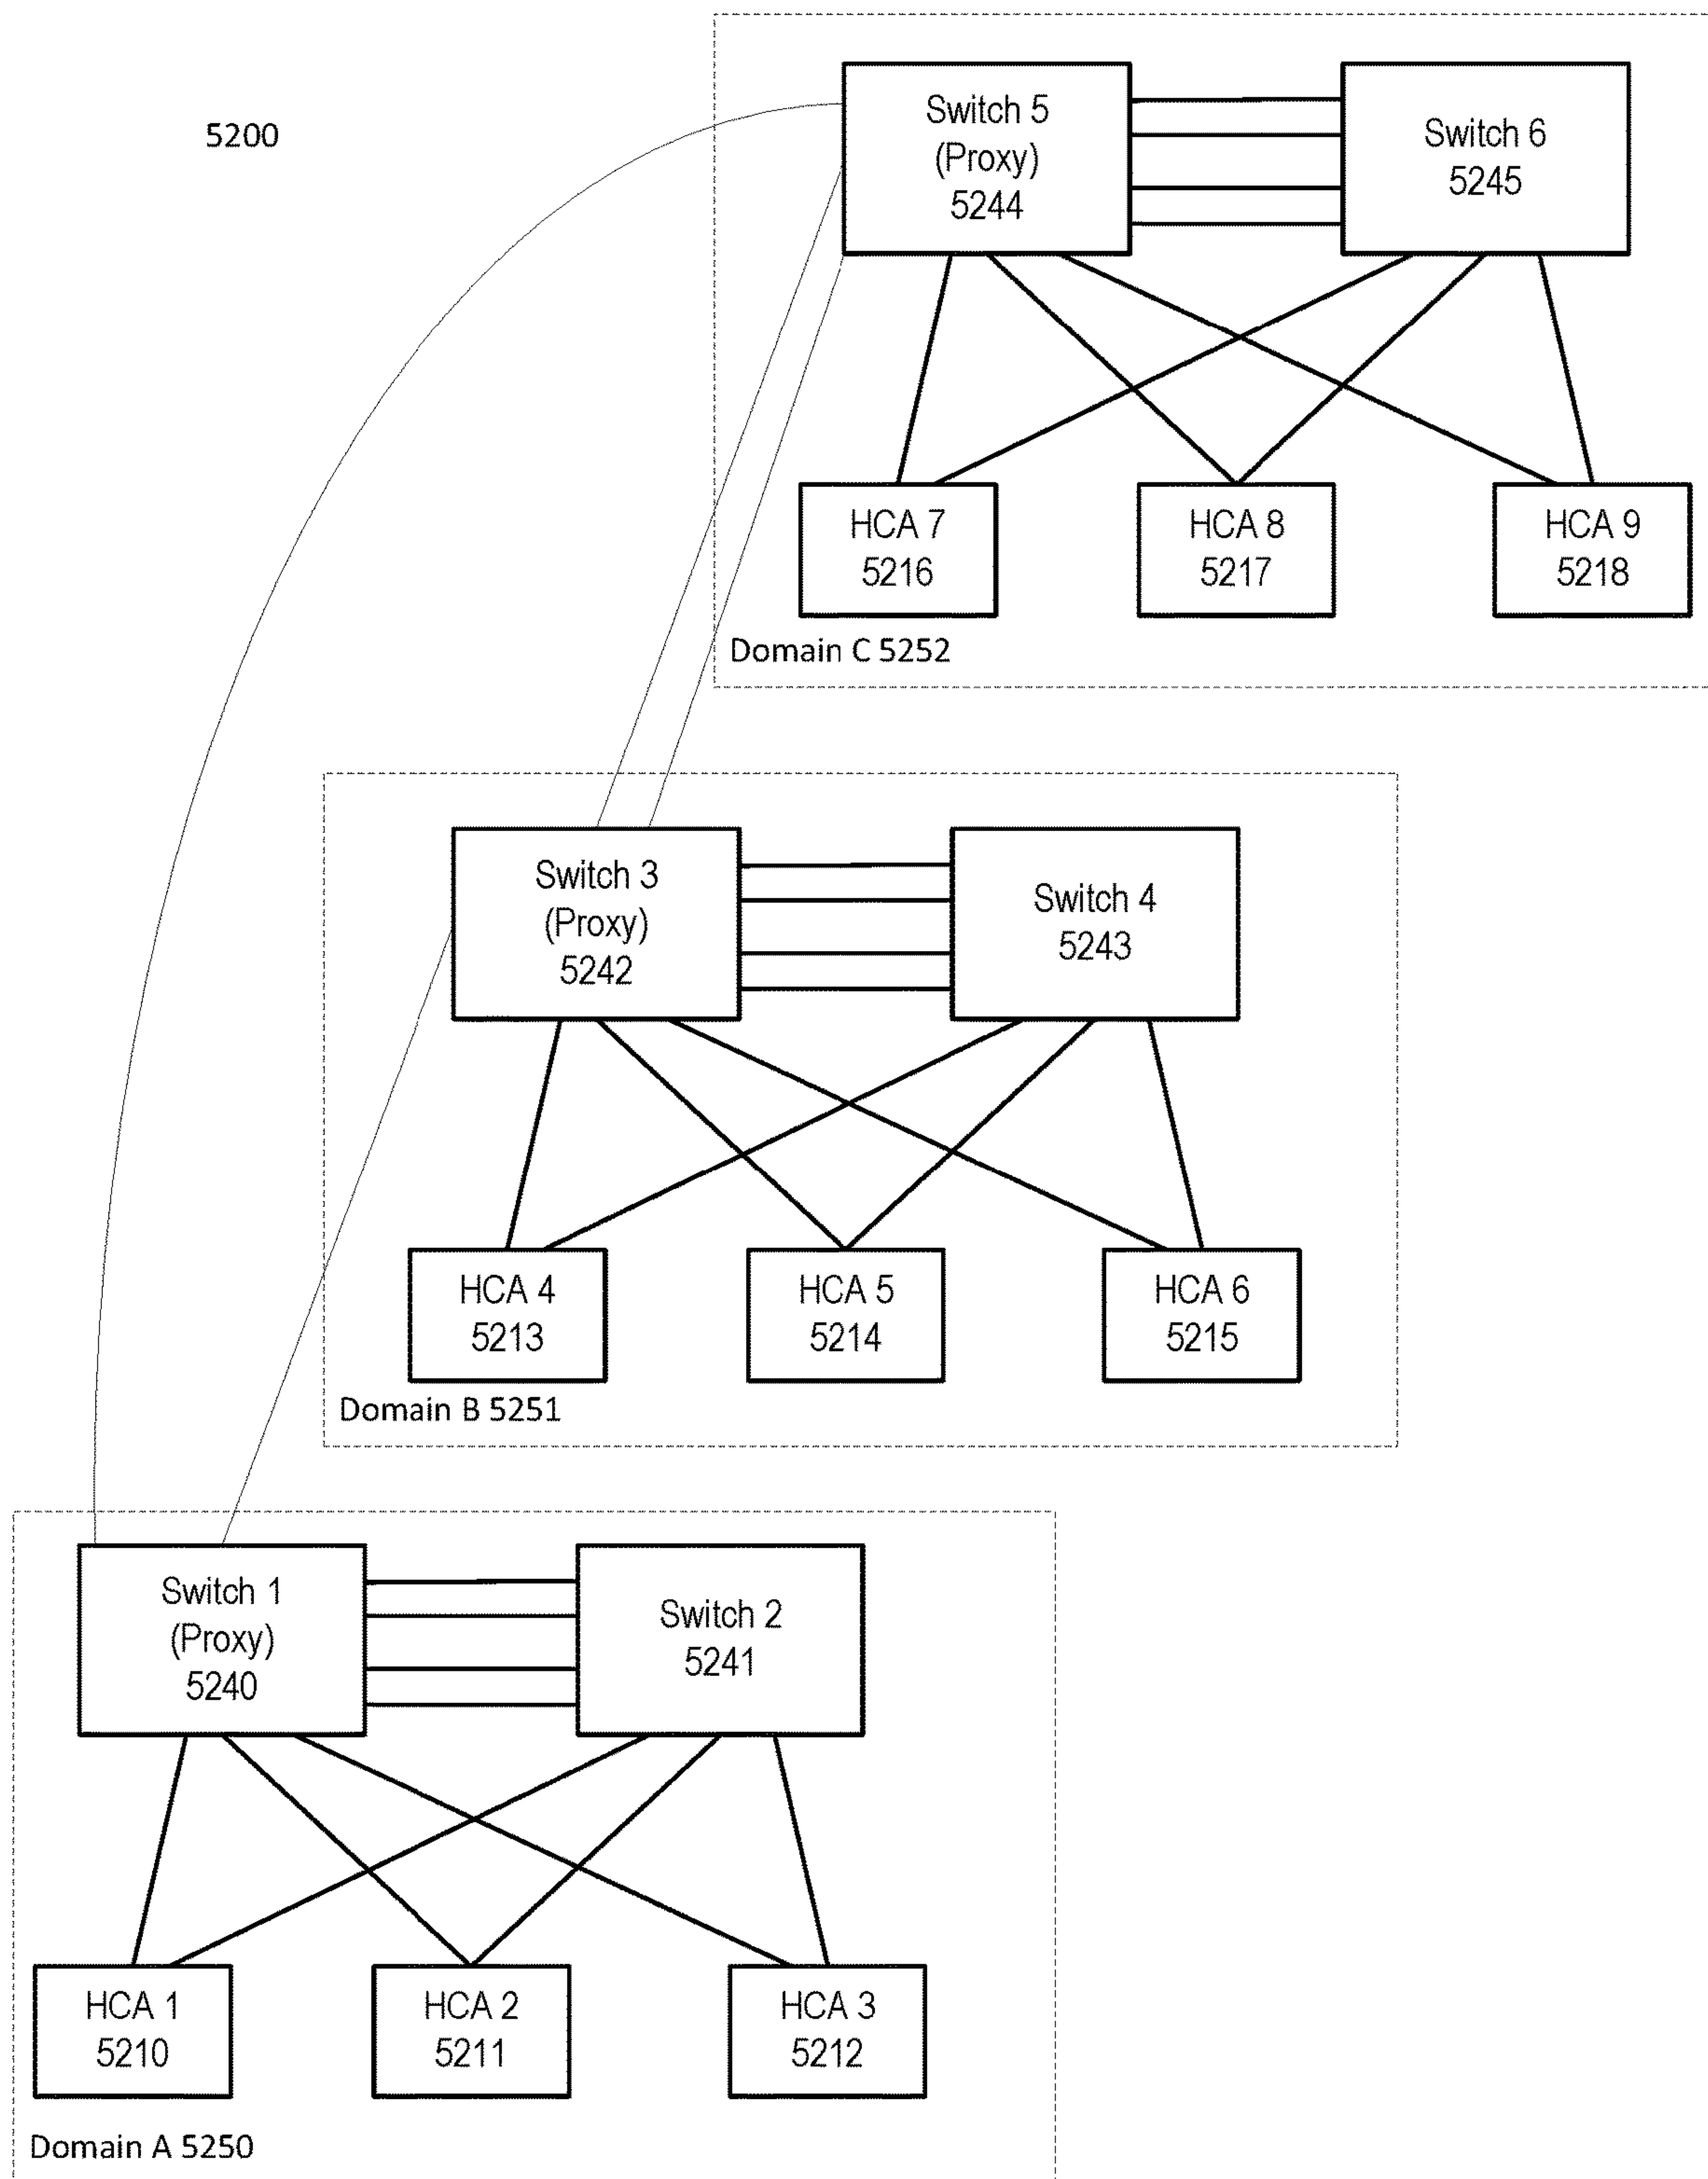 5200
Switch 5
(Proxy)
5244
Switch 6
5245
HCA 7
5216
HCA 8
5217
HCA 9
5218
Domain C 5252
Switch 3
(Proxy)
5242
Switch 4
5243
HCA 4
5213
HCA 5
5214
HCA 6
5215
Domain B 5251
Switch 1
(Proxy)
5240
Switch 2
5241
HCA 1
5210
HCA 2
5211
HCA 3
5212
Domain A 5250